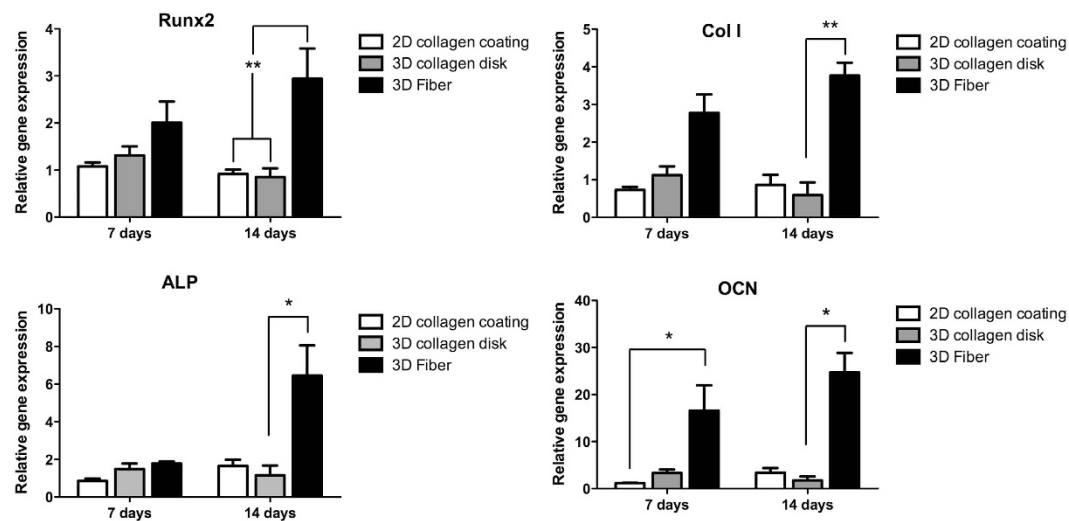 Runx2
Relative gene expression
4
3
2
1
0
**
7 days
14 days
2D collagen coating
3D collagen disk
3D Fiber
Col I
Relative gene expression
5
4
3
2
1
0
**
7 days
14 days
2D collagen coating
3D collagen disk
3D Fiber
ALP
Relative gene expression
10
8
6
4
2
0
*
7 days
14 days
2D collagen coating
3D collagen disk
3D Fiber
OCN
Relative gene expression
40
30
20
10
0
*
*
7 days
14 days
2D collagen coating
3D collagen disk
3D Fiber